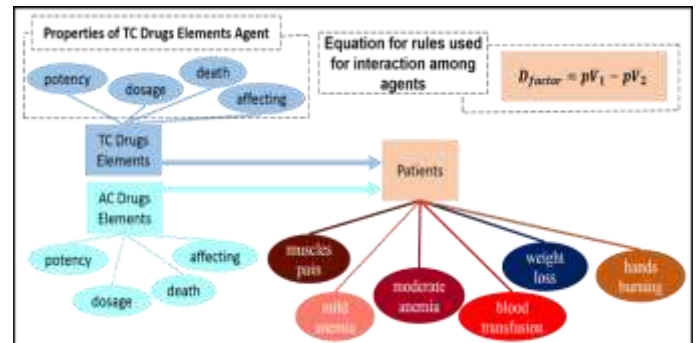 Properties of TC Drugs Elements Agent
potency
dosage
death
affecting
Equation for rules used
for interaction among
agents
D_factor = pV₁ − pV₂
TC Drugs
Elements
Patients
AC Drugs
Elements
potency
dosage
death
affecting
muscles
pain
mild
anemia
moderate
anemia
blood
transfusion
weight
loss
hands
burning